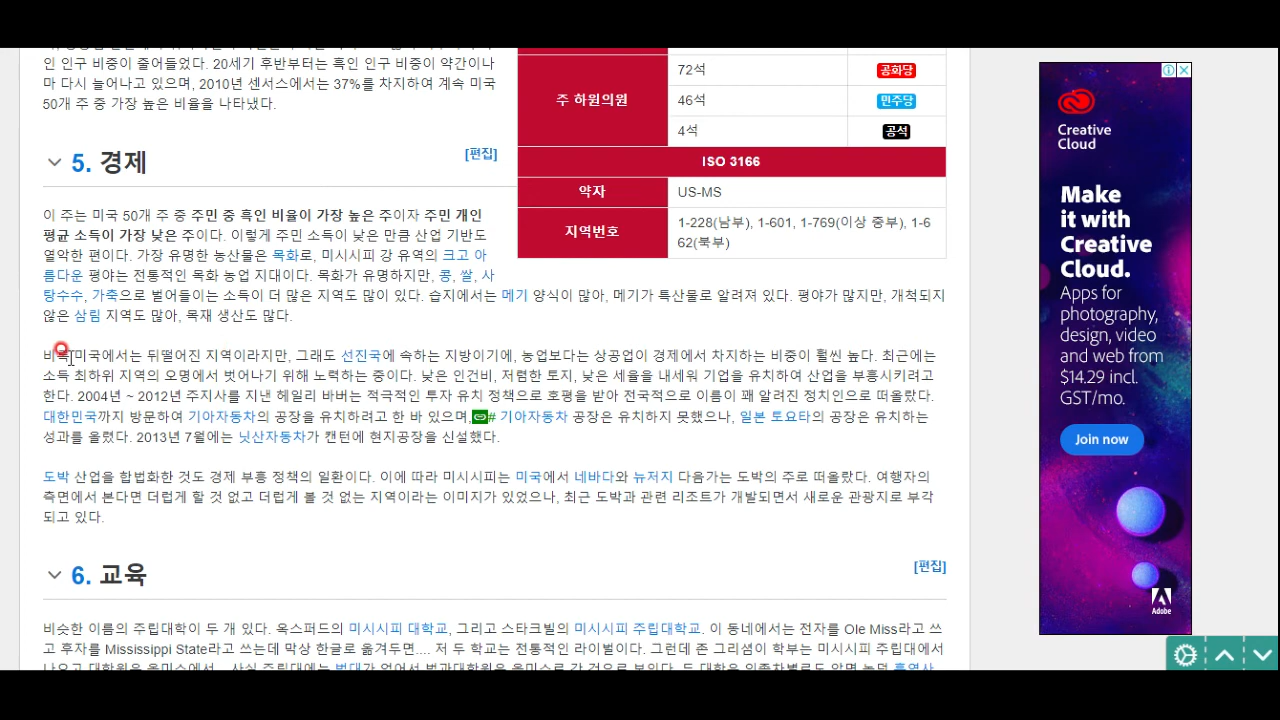 인 인구 비중이 줄어들었다. 20세기 후반부터는 흑인 인구 비중이 약간이나
마 다시 늘어나고 있으며, 2010년 센서스에서는 37%를 차지하여 계속 미국
50개 주 중 가장 높은 비율을 나타냈다.
주 하원의원
72석 공화당
46석 민주당
4석 공석
ISO 3166
약자 US-MS
지역번호 1-228(남부), 1-601, 1-769(이상 중부), 1-6
62(북부)
5. 경제 [편집]
이 주는 미국 50개 주 중 주민 중 흑인 비율이 가장 높은 주이자 주민 개인
평균 소득이 가장 낮은 주이다. 이렇게 주민 소득이 낮은 만큼 산업 기반도
열악한 편이다. 가장 유명한 농산물은 목화로, 미시시피 강 유역의 크고 아
름다운 평야는 전통적인 목화 농업 지대이다. 목화가 유명하지만, 콩, 쌀, 사
탕수수, 가죽으로 벌어들이는 소득이 더 많은 지역도 많이 있다. 습지에서는 메기 양식이 많아, 메기가 특산물로 알려져 있다. 평야가 많지만, 개척되지
않은 삼림 지역도 많아, 목재 생산도 많다.
미국에서는 뒤떨어진 지역이라지만, 그래도 선진국에 속하는 지방이기에, 농업보다는 상공업이 경제에서 차지하는 비중이 훨씬 높다. 최근에는
소득 최하위 지역의 오명에서 벗어나기 위해 노력하는 중이다. 낮은 인건비, 저렴한 토지, 낮은 세율을 내세워 기업을 유치하여 산업을 부흥시키려고
한다. 2004년 ~ 2012년 주지사를 지낸 헤일리 바버는 적극적인 투자 유치 정책으로 호평을 받아 전국적으로 이름이 꽤 알려진 정치인으로 떠올랐다.
대한민국까지 방문하여 기아자동차의 공장을 유치하려고 한 바 있으며,# 기아자동차 공장은 유치하지 못했으나, 일본 토요타의 공장은 유치하는
성과를 올렸다. 2013년 7월에는 닛산자동차가 캔턴에 현지공장을 신설했다.
도박 산업을 합법화한 것도 경제 부흥 정책의 일환이다. 이에 따라 미시시피는 미국에서 네바다와 뉴저지 다음가는 도박의 주로 떠올랐다. 여행자의
측면에서 본다면 더럽게 할 것 없고 더럽게 볼 것 없는 지역이라는 이미지가 있었으나, 최근 도박과 관련 리조트가 개발되면서 새로운 관광지로 부각
되고 있다.
6. 교육 [편집]
비슷한 이름의 주립대학이 두 개 있다. 옥스퍼드의 미시시피 대학교, 그리고 스타크빌의 미시시피 주립대학교. 이 동네에서는 전자를 Ole Miss라고 쓰
고 후자를 Mississippi State라고 쓰는데 막상 한글로 옮겨두면.... 저 두 학교는 전통적인 라이벌이다. 그런데 존 그리샴이 학부는 미시시피 주립대에서
Creative
Cloud
Make
it with
Creative
Cloud.
Apps for
photography,
design, video
and web from
$14.29 incl.
GST/mo.
Join now
Adobe